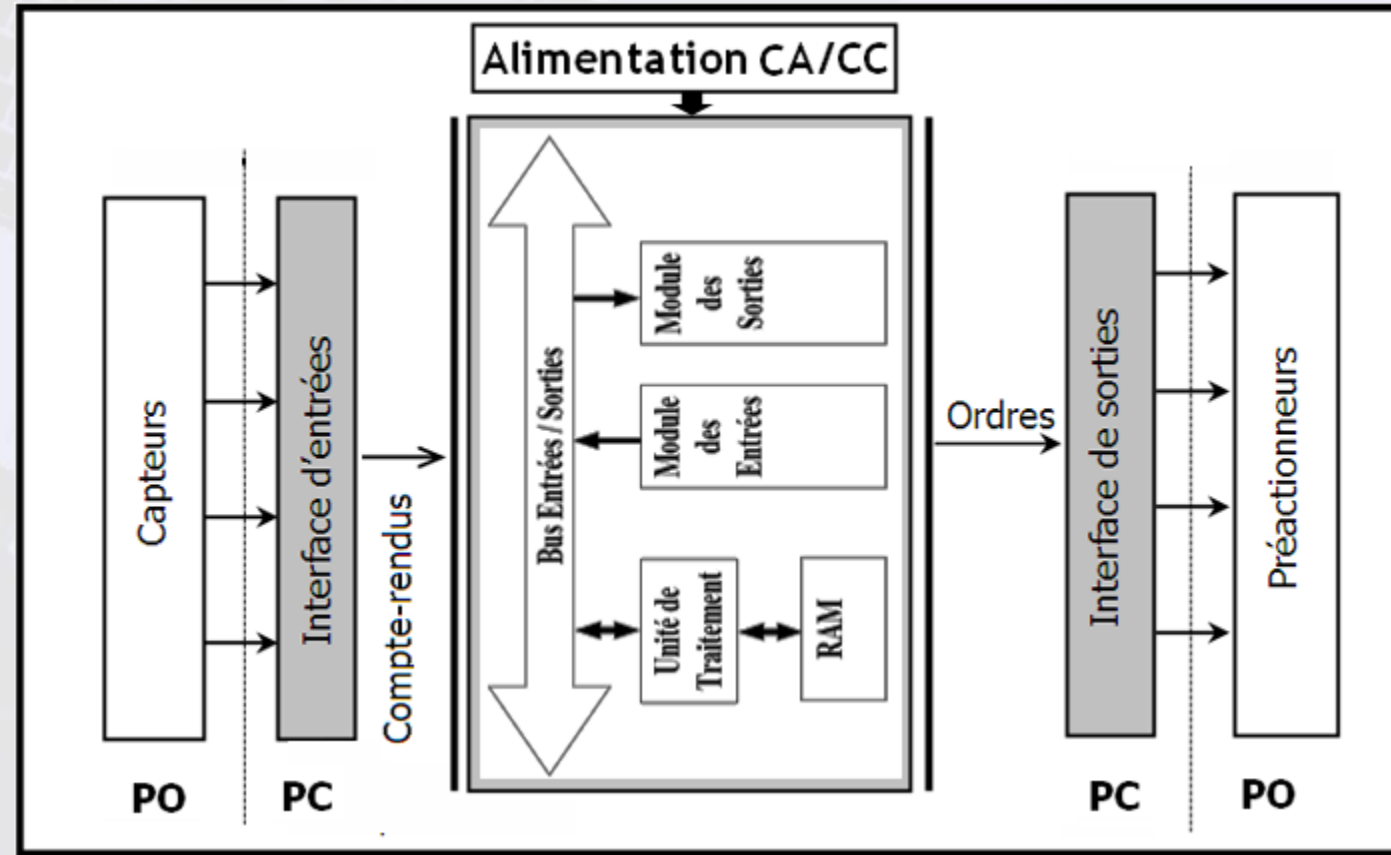 Alimentation CA/CC
Capteurs
Interface d'entrées
Compte-rendus
Bus Entrées / Sorties
Module
des
Sorties
Module
des
Entrées
Unité de
Traitement
RAM
Ordres
Interface de sorties
Préactionneurs
PO
PC
PC
PO